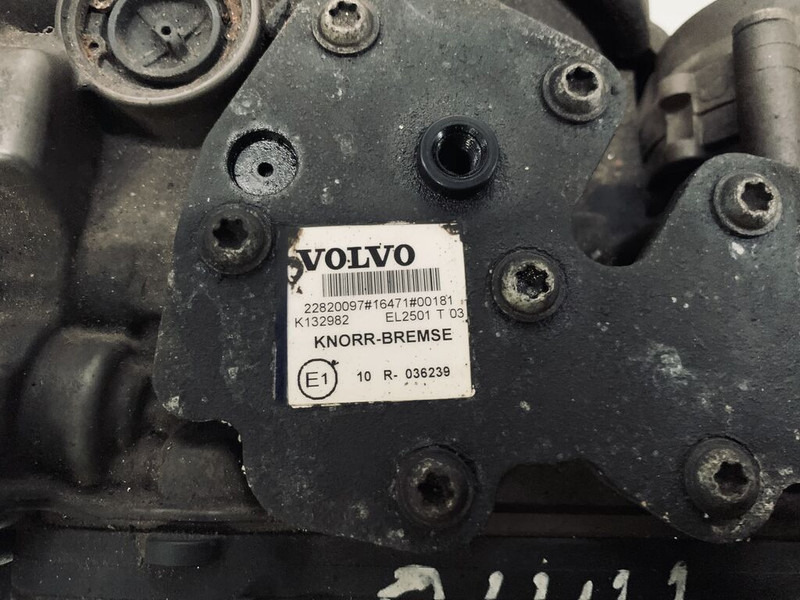 VOLVO
22820097#16471#00181
K132982 EL2501 T 03
KNORR-BREMSE
E1 10 R- 036239